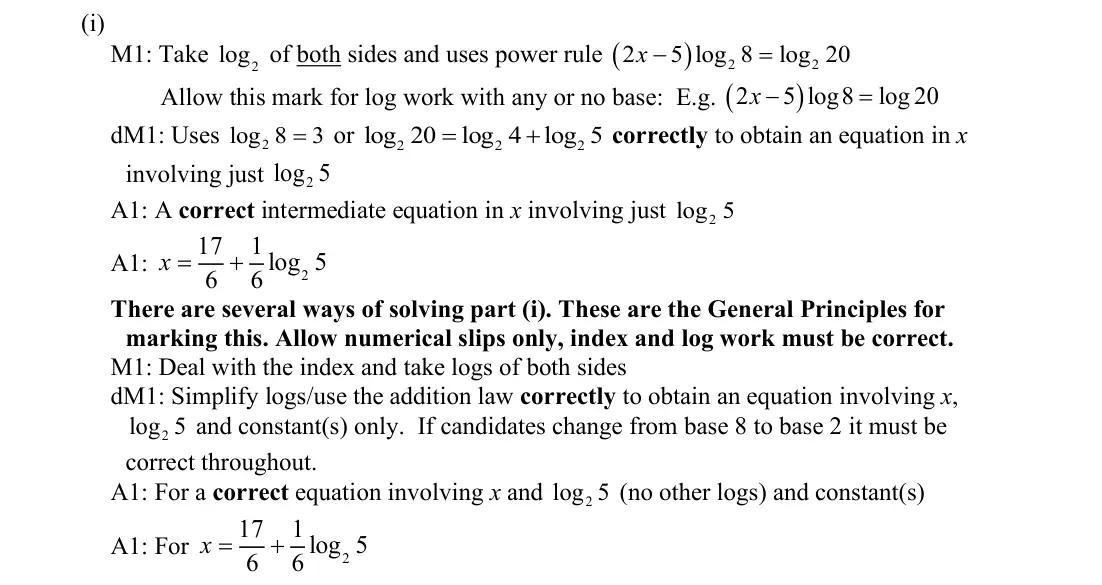 (i)
M1: Take log₂ of both sides and uses power rule (2x − 5)log₂ 8 = log₂ 20
Allow this mark for log work with any or no base: E.g. (2x − 5)log8 = log20
dM1: Uses log₂ 8 = 3 or log₂ 20 = log₂ 4 + log₂ 5 correctly to obtain an equation in x
involving just log₂ 5
A1: A correct intermediate equation in x involving just log₂ 5
A1: x = 17/6 + 1/6 log₂ 5
There are several ways of solving part (i). These are the General Principles for
marking this. Allow numerical slips only, index and log work must be correct.
M1: Deal with the index and take logs of both sides
dM1: Simplify logs/use the addition law correctly to obtain an equation involving x,
log₂ 5 and constant(s) only. If candidates change from base 8 to base 2 it must be
correct throughout.
A1: For a correct equation involving x and log₂ 5 (no other logs) and constant(s)
A1: For x = 17/6 + 1/6 log₂ 5